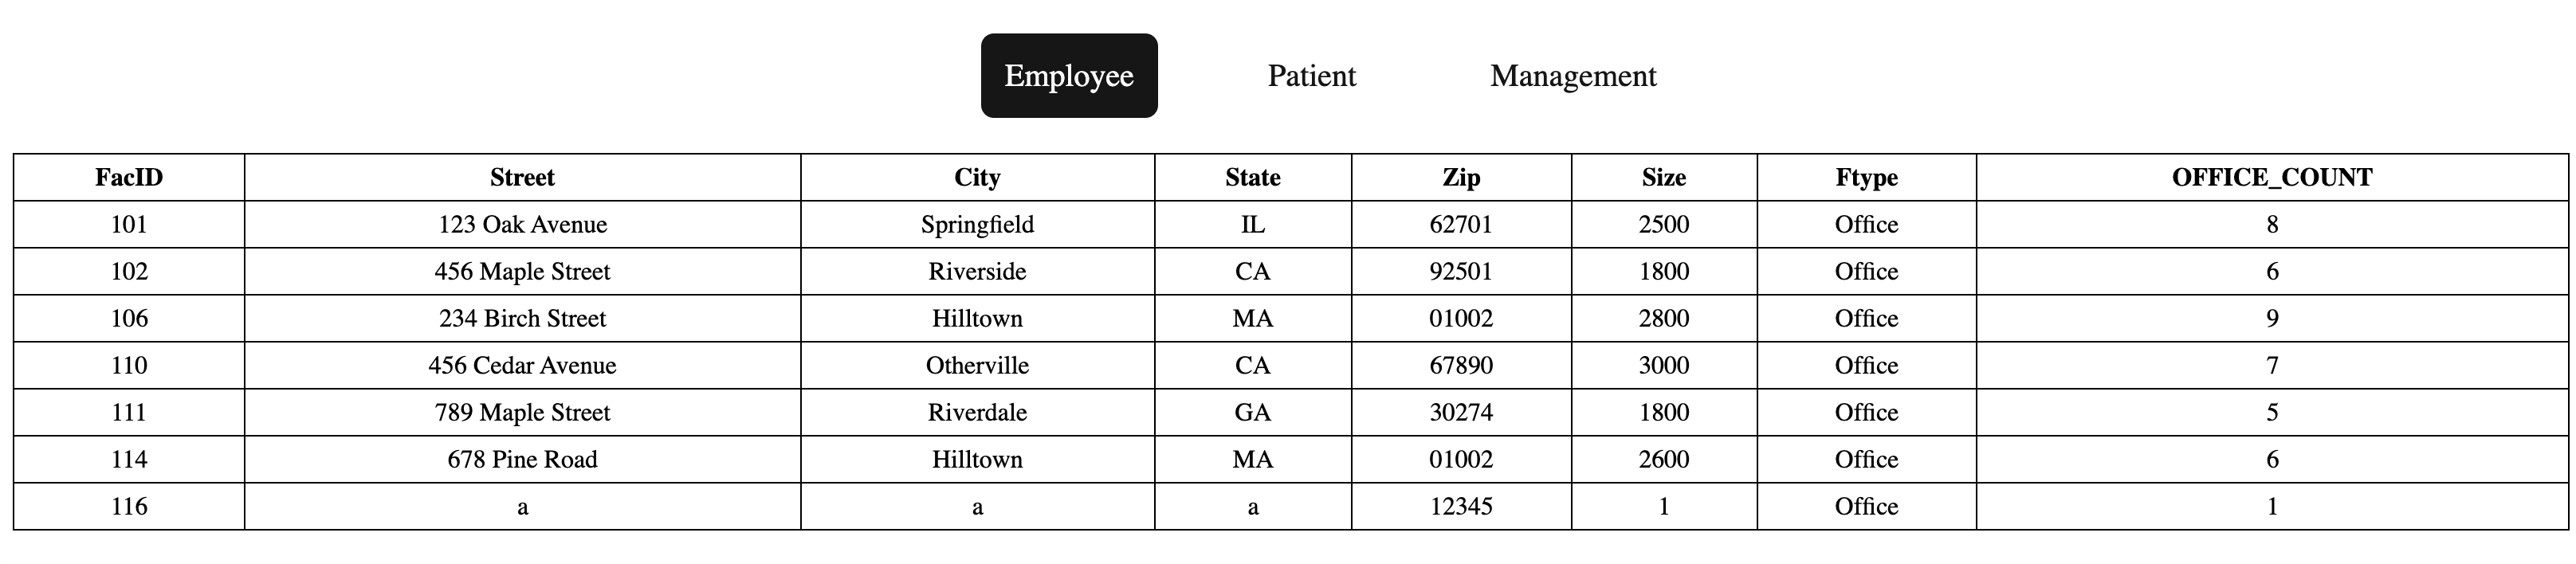 Employee Patient Management
FacID Street City State Zip Size Ftype OFFICE_COUNT
101 123 Oak Avenue Springfield IL 62701 2500 Office 8
102 456 Maple Street Riverside CA 92501 1800 Office 6
106 234 Birch Street Hilltown MA 01002 2800 Office 9
110 456 Cedar Avenue Otherville CA 67890 3000 Office 7
111 789 Maple Street Riverdale GA 30274 1800 Office 5
114 678 Pine Road Hilltown MA 01002 2600 Office 6
116 a a a 12345 1 Office 1